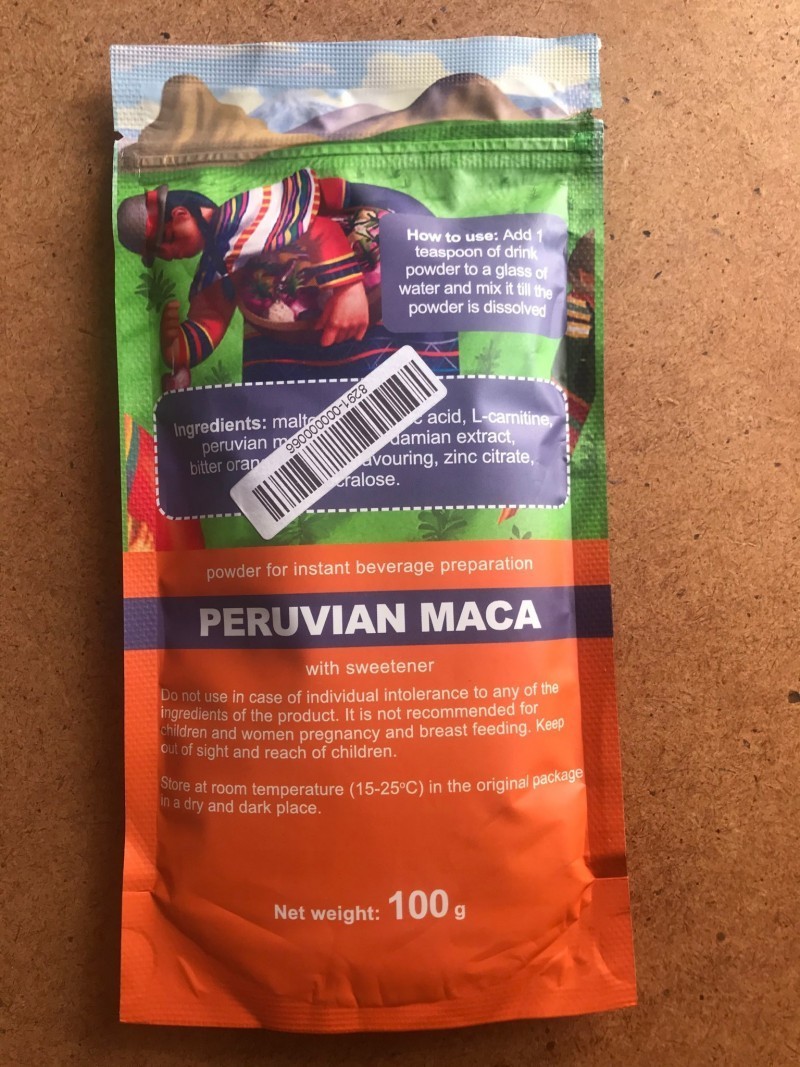 How to use: Add 1
teaspoon of drink
powder to a glass of
water and mix it till the
powder is dissolved
8291-0000000066
Ingredients: acid, L-carnitine,
peruvian extract,
bitter zinc citrate,
powder for instant beverage preparation
PERUVIAN MACA
with sweetener
Do not use in case of individual intolerance to any of the
ingredients of the product. It is not recommended for
children and women pregnancy and breast feeding. Keep
out of sight and reach of children.
Store at room temperature (15-25°C) in the original package
in a dry and dark place.
Net weight: 100 g